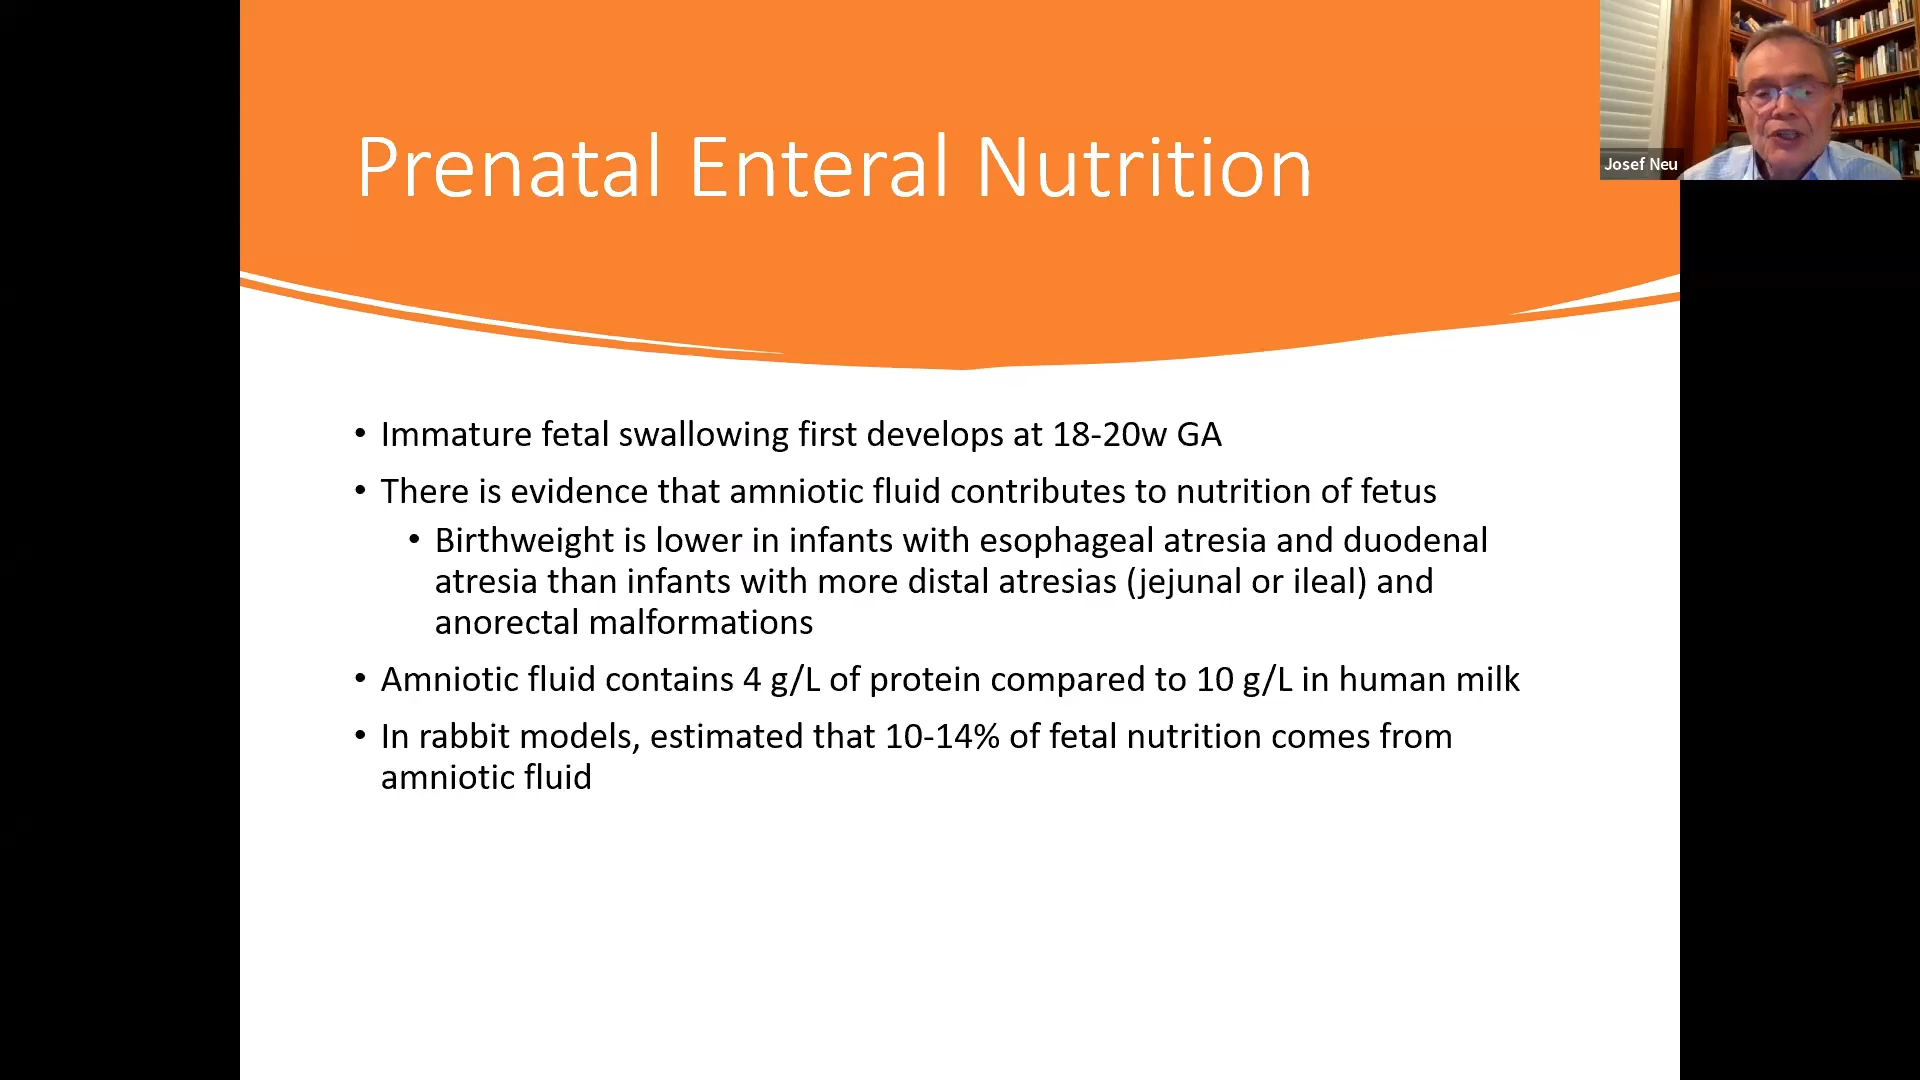 Prenatal Enteral Nutrition
Josef Neu
• Immature fetal swallowing first develops at 18-20w GA
• There is evidence that amniotic fluid contributes to nutrition of fetus
• Birthweight is lower in infants with esophageal atresia and duodenal
atresia than infants with more distal atresias (jejunal or ileal) and
anorectal malformations
• Amniotic fluid contains 4 g/L of protein compared to 10 g/L in human milk
• In rabbit models, estimated that 10-14% of fetal nutrition comes from
amniotic fluid